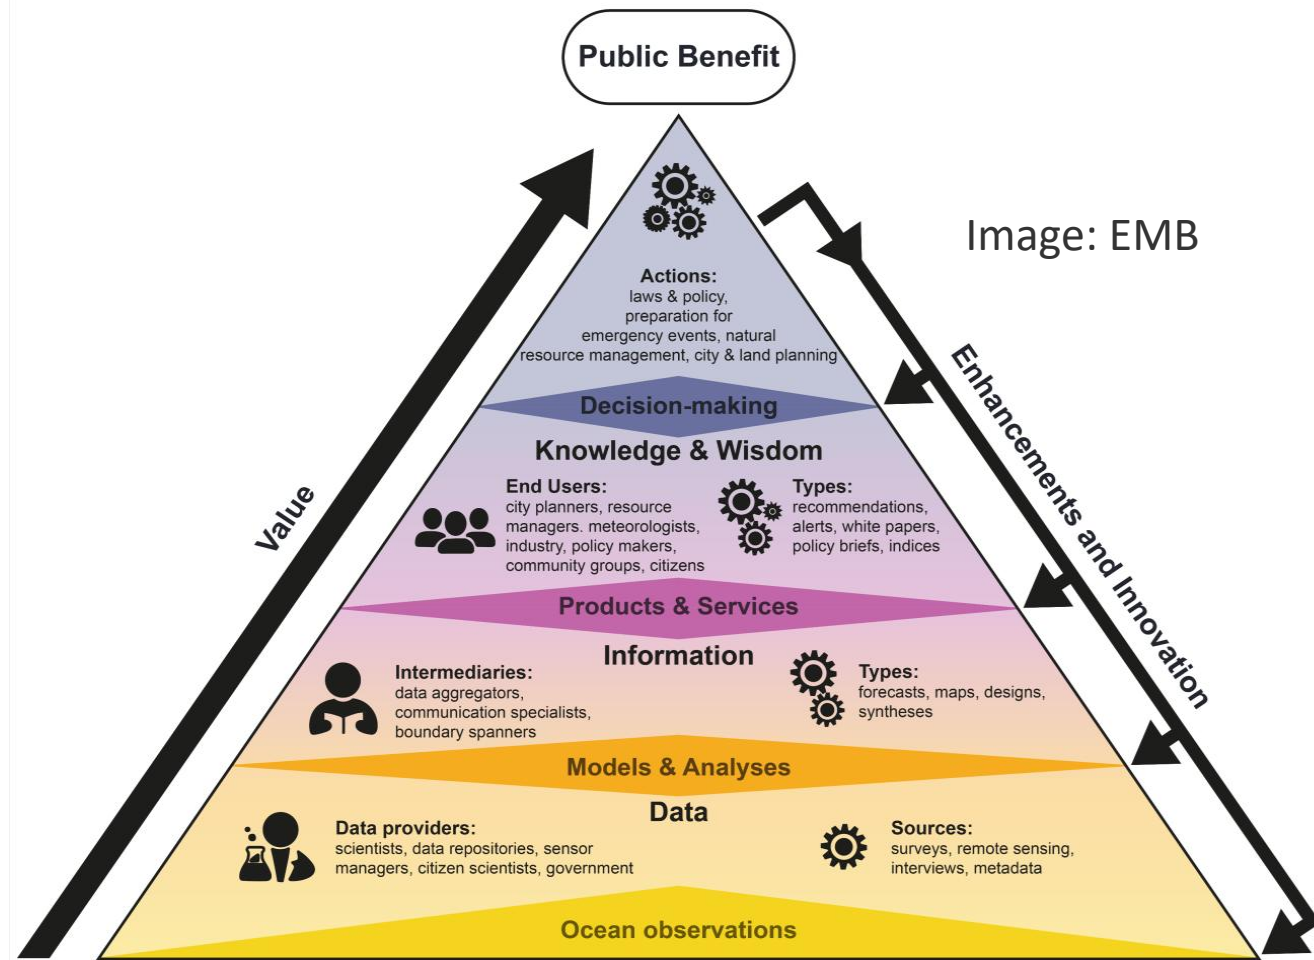 Public Benefit
Image: EMB
Actions:
laws & policy,
preparation for
emergency events, natural
resource management, city & land planning
Decision-making
Knowledge & Wisdom
End Users:
city planners, resource
managers. meteorologists,
industry, policy makers,
community groups, citizens
Types:
recommendations,
alerts, white papers,
policy briefs, indices
Products & Services
Information
Intermediaries:
data aggregators,
communication specialists,
boundary spanners
Types:
forecasts, maps, designs,
syntheses
Models & Analyses
Data
Data providers:
scientists, data repositories, sensor
managers, citizen scientists, government
Sources:
surveys, remote sensing,
interviews, metadata
Ocean observations
Value
Enhancements and Innovation